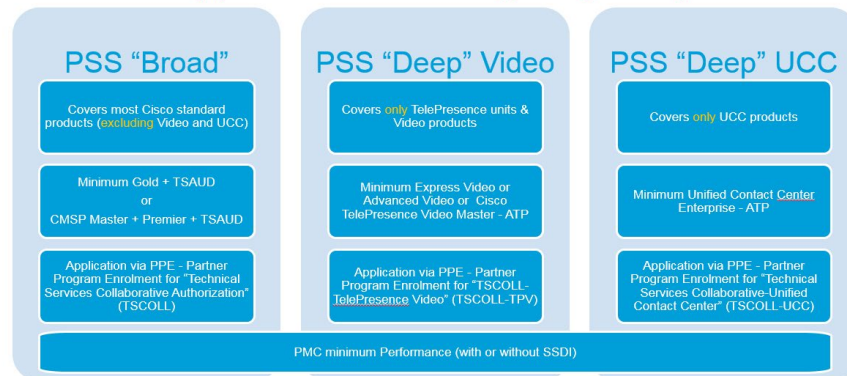 PSS “Broad”
Covers most Cisco standard
products (excluding Video and UCC)
Minimum Gold + TSAUD
or
CMSP Master + Premier + TSAUD
Application via PPE - Partner
Program Enrolment for “Technical
Services Collaborative Authorization”
(TSCOLL)
PSS “Deep” Video
Covers only TelePresence units &
Video products
Minimum Express Video or
Advanced Video or  Cisco
TelePresence Video Master - ATP
Application via PPE - Partner
Program Enrolment for “TSCOLL-
TelePresence Video” (TSCOLL-TPV)
PSS “Deep” UCC
Covers only UCC products
Minimum Unified Contact Center
Enterprise - ATP
Application via PPE - Partner
Program Enrolment for “Technical
Services Collaborative-Unified
Contact Center” (TSCOLL-UCC)
PMC minimum Performance (with or without SSDI)